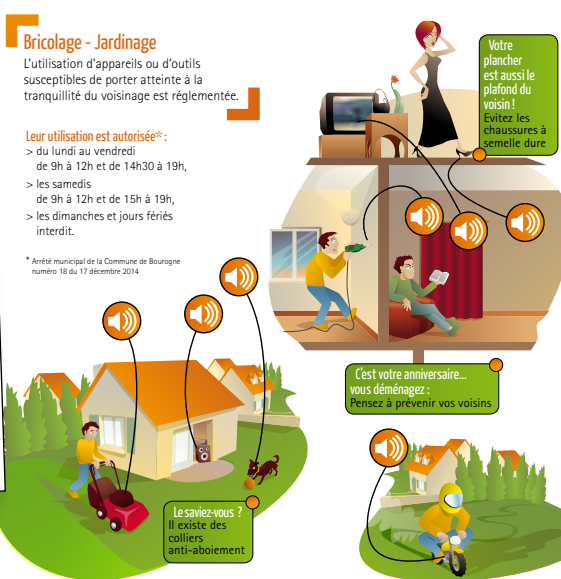 Bricolage - Jardinage
L'utilisation d'appareils ou d'outils
susceptibles de porter atteinte à la
tranquillité du voisinage est réglementée.
Leur utilisation est autorisée* :
> du lundi au vendredi
de 9h à 12h et de 14h30 à 19h,
> les samedis
de 9h à 12h et de 15h à 19h,
> les dimanches et jours fériés
interdit.
* Arrêté municipal de la Commune de Bourogne
numéro 18 du 17 décembre 2014
Votre
plancher
est aussi le
plafond du
voisin !
Evitez les
chaussures à
semelle dure
C'est votre anniversaire...
vous déménagez :
Pensez à prévenir vos voisins
Le saviez-vous ?
Il existe des
colliers
anti-aboiement